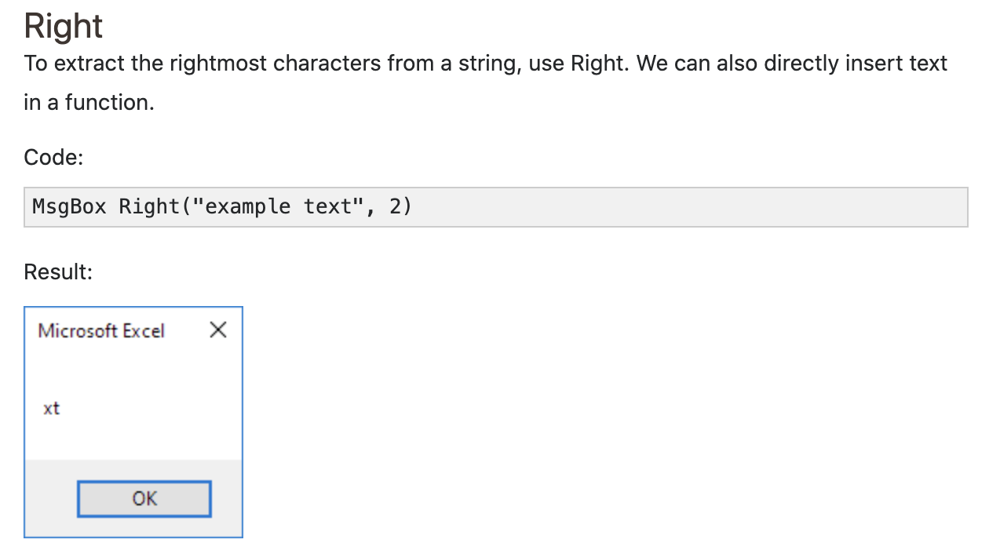 Right
To extract the rightmost characters from a string, use Right. We can also directly insert text
in a function.
Code:
MsgBox Right("example text", 2)
Result:
Microsoft Excel
xt
OK